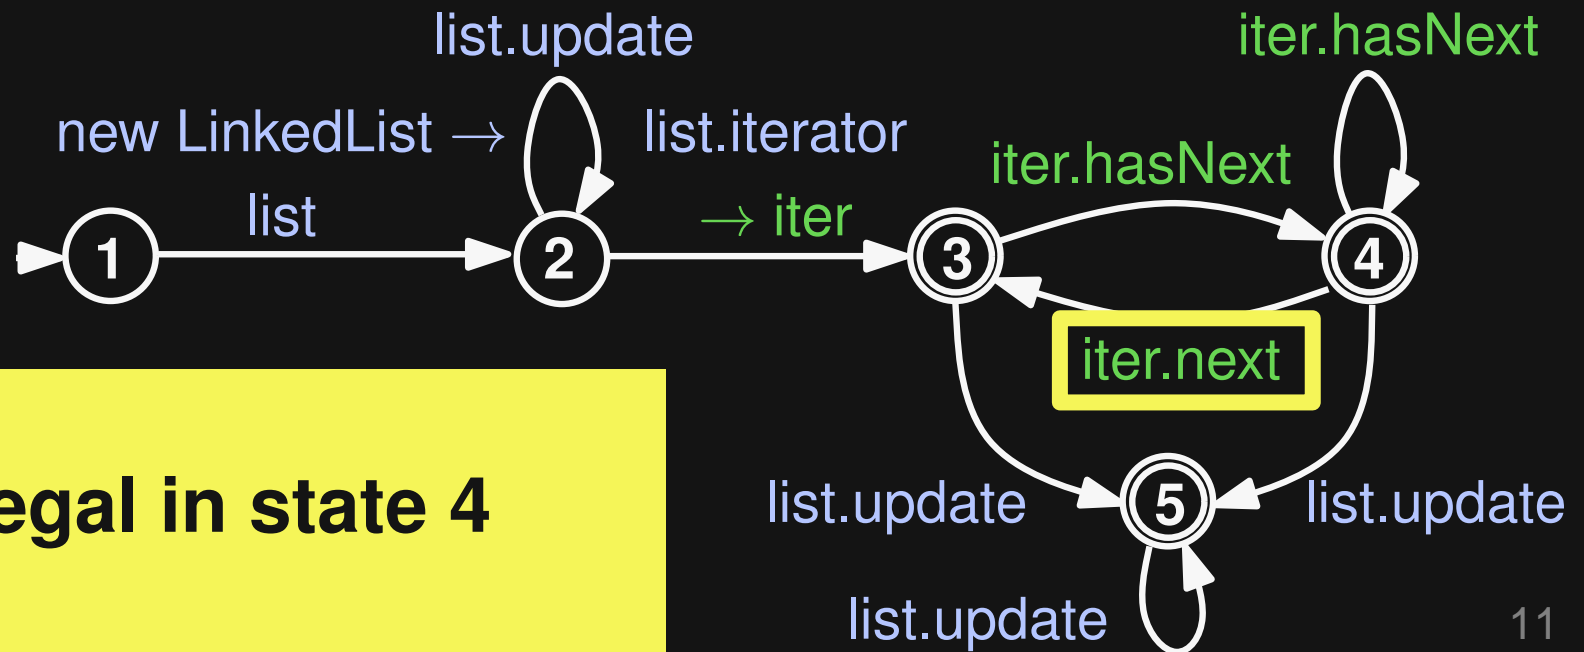 list.update
iter.hasNext
new LinkedList →
list.iterator
iter.hasNext
list
→ iter
1
2
3
4
iter.next
egal in state 4
list.update
5
list.update
list.update
11